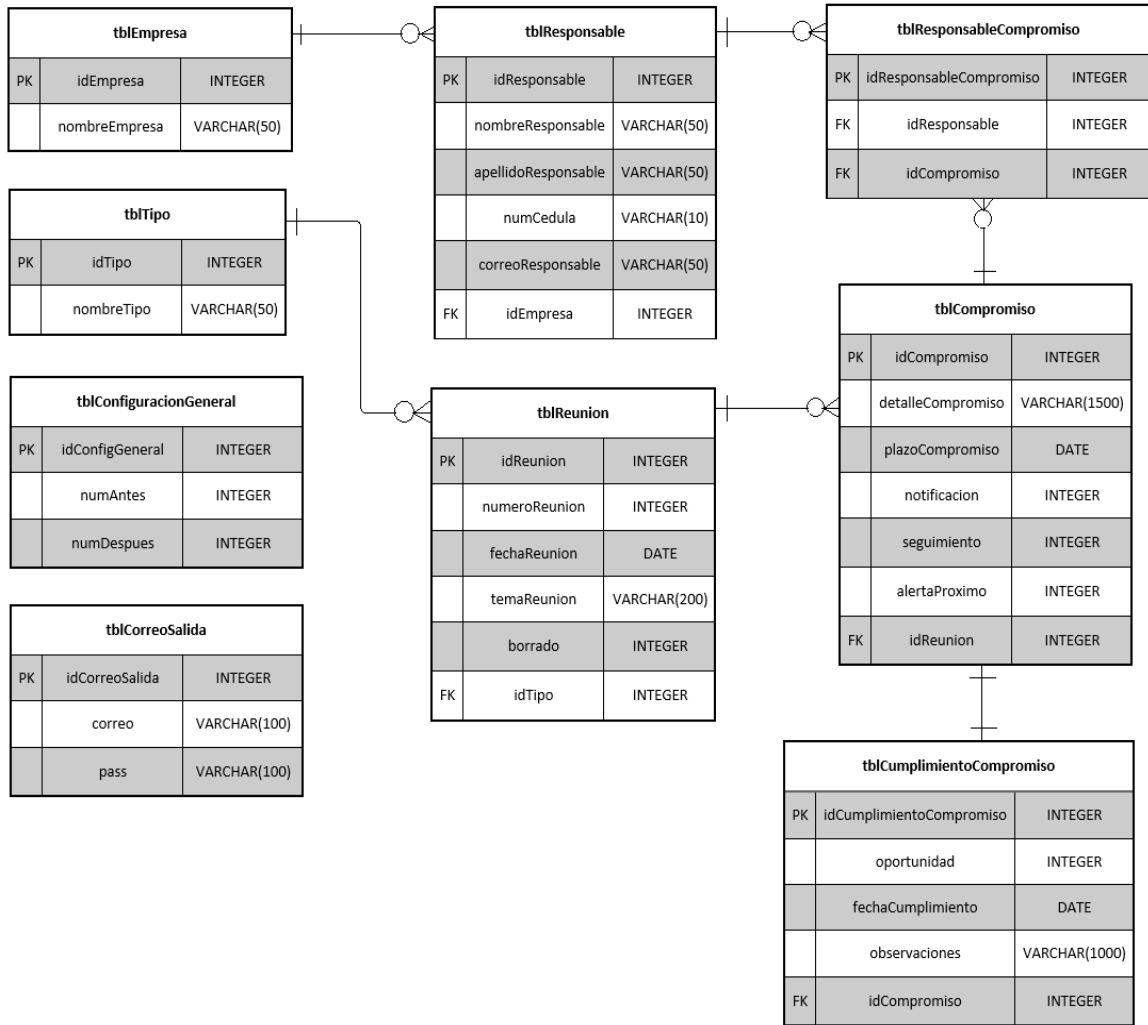 tblEmpresa
PK idEmpresa INTEGER
nombreEmpresa VARCHAR(50)
tblTipo
PK idTipo INTEGER
nombreTipo VARCHAR(50)
tblConfiguracionGeneral
PK idConfigGeneral INTEGER
numAntes INTEGER
numDespues INTEGER
tblCorreoSalida
PK idCorreoSalida INTEGER
correo VARCHAR(100)
pass VARCHAR(100)
tblResponsable
PK idResponsable INTEGER
nombreResponsable VARCHAR(50)
apellidoResponsable VARCHAR(50)
numCedula VARCHAR(10)
correoResponsable VARCHAR(50)
FK idEmpresa INTEGER
tblReunion
PK idReunion INTEGER
numeroReunion INTEGER
fechaReunion DATE
temaReunion VARCHAR(200)
borrado INTEGER
FK idTipo INTEGER
tblResponsableCompromiso
PK idResponsableCompromiso INTEGER
FK idResponsable INTEGER
FK idCompromiso INTEGER
tblCompromiso
PK idCompromiso INTEGER
detalleCompromiso VARCHAR(1500)
plazoCompromiso DATE
notificacion INTEGER
seguimiento INTEGER
alertaProximo INTEGER
FK idReunion INTEGER
tblCumplimientoCompromiso
PK idCumplimientoCompromiso INTEGER
oportunidad INTEGER
fechaCumplimiento DATE
observaciones VARCHAR(1000)
FK idCompromiso INTEGER